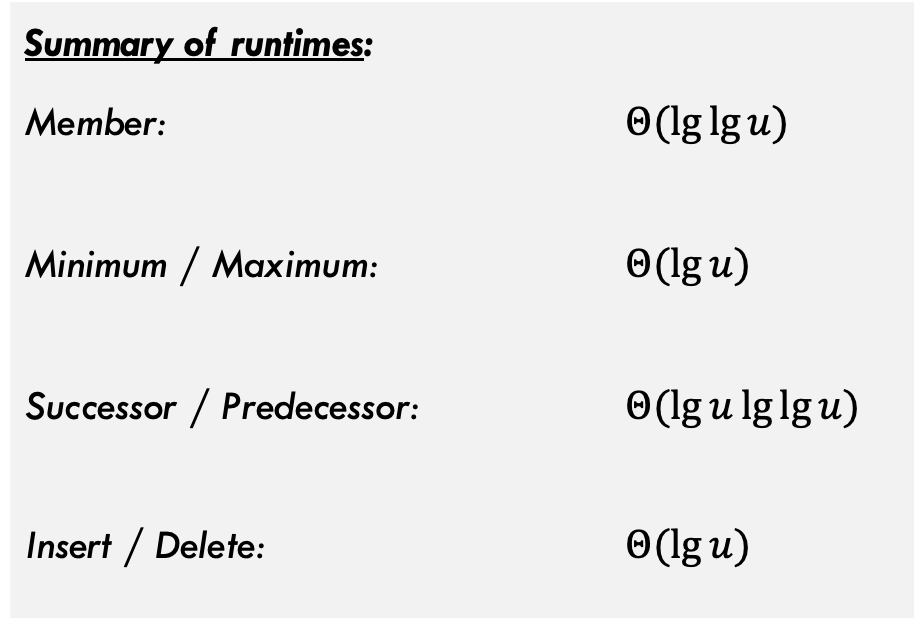 Summary of runtimes:
Member: Θ(lg lg u)
Minimum / Maximum: Θ(lg u)
Successor / Predecessor: Θ(lg u lg lg u)
Insert / Delete: Θ(lg u)